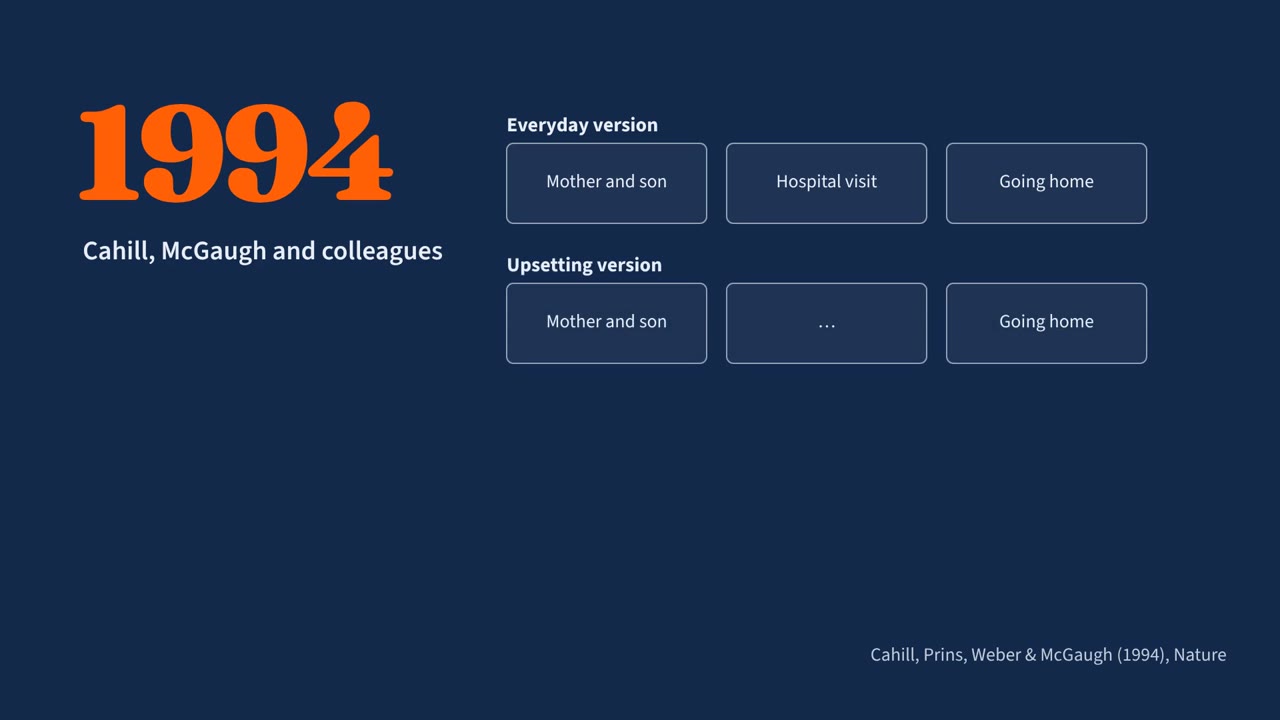 1994
Cahill, McGaugh and colleagues
Everyday version
Mother and son
Hospital visit
Going home
Upsetting version
Mother and son
…
Going home
Cahill, Prins, Weber & McGaugh (1994), Nature